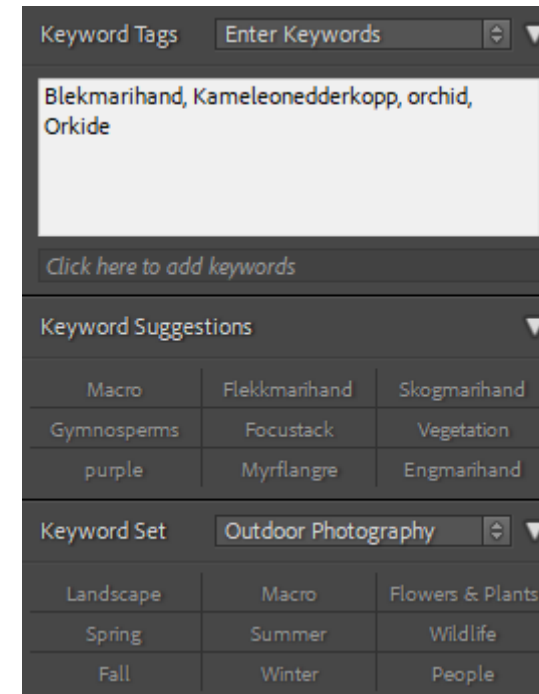 Keyword Tags Enter Keywords
Blekmarihand, Kameleonedderkopp, orchid,
Orkide
Click here to add keywords
Keyword Suggestions
Macro Flekkmarihand Skogmarihand
Gymnosperms Focustack Vegetation
purple Myrflangre Engmarihand
Keyword Set Outdoor Photography
Landscape Macro Flowers & Plants
Spring Summer Wildlife
Fall Winter People